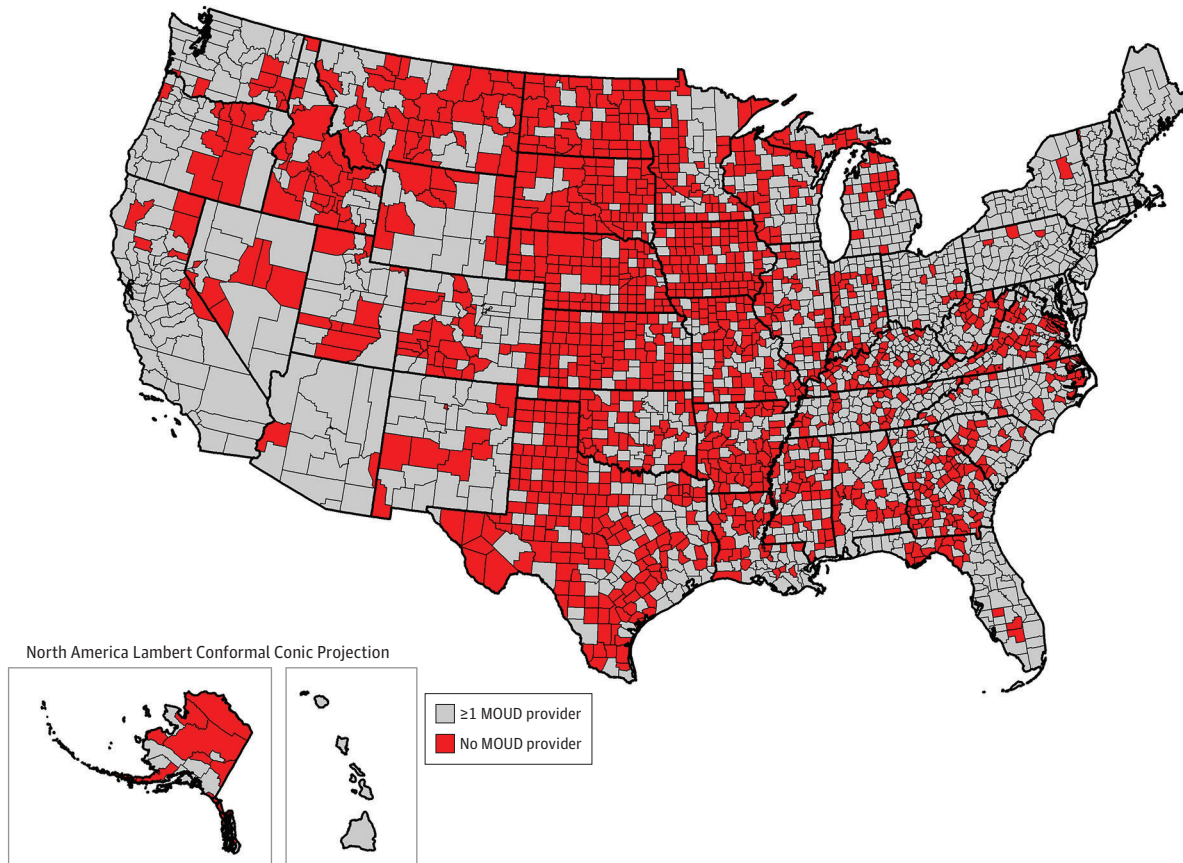 North America Lambert Conformal Conic Projection
≥1 MOUD provider
No MOUD provider